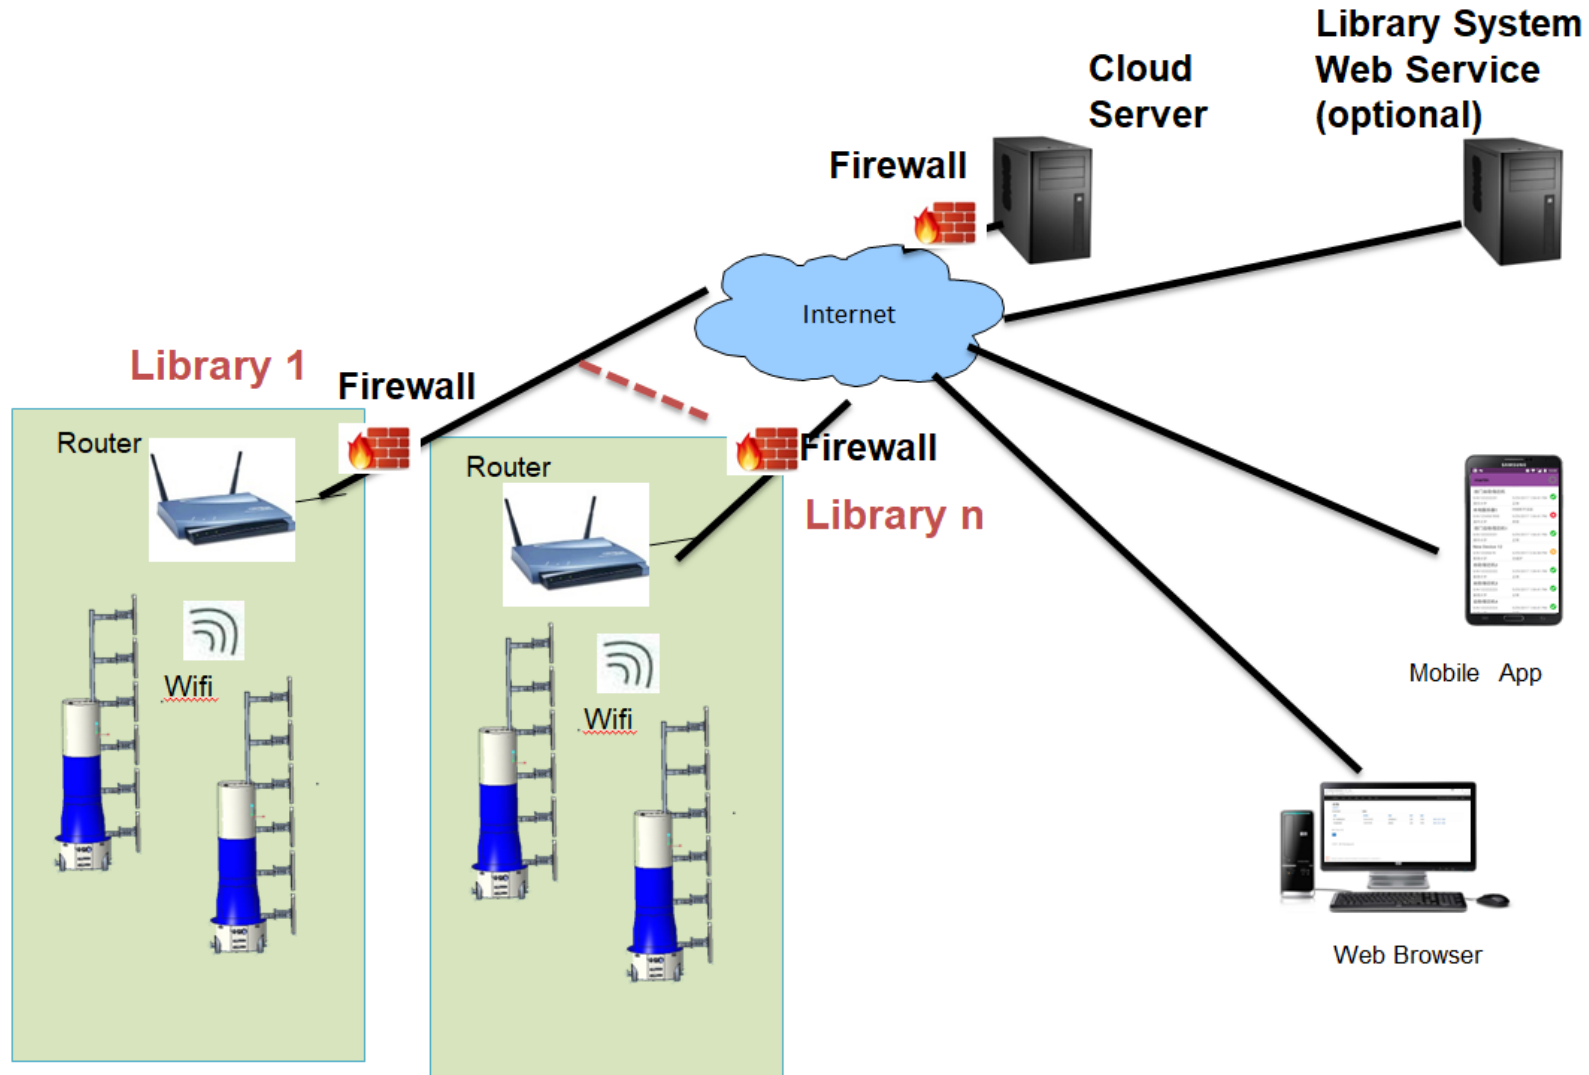 Library System
Web Service
(optional)
Cloud
Server
Firewall
Internet
Library 1
Firewall
Router
Router
Firewall
Library n
Wifi
Wifi
SAMSUNG
Mobile App
Web Browser